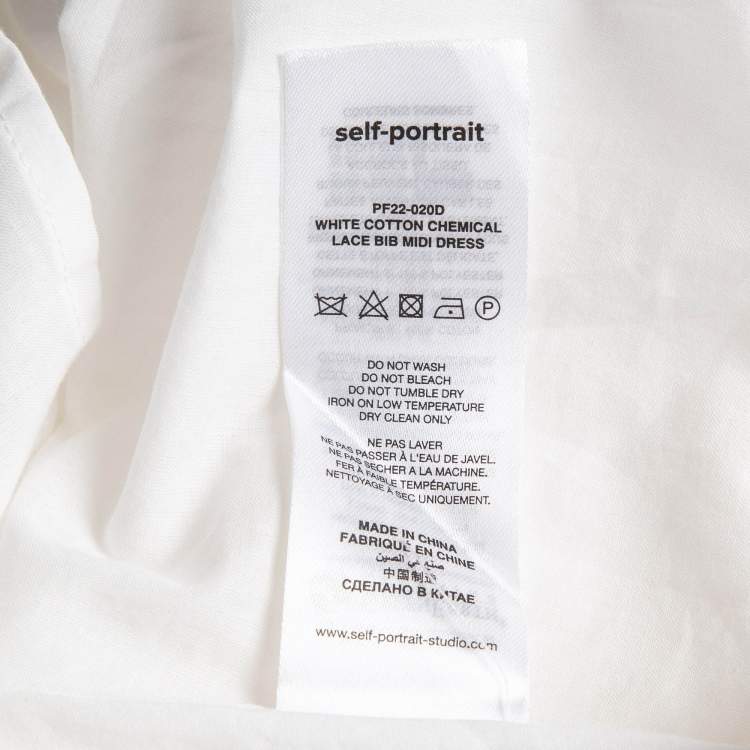 self-portrait
PF22-020D
WHITE COTTON CHEMICAL
LACE BIB MIDI DRESS
P
DO NOT WASH
DO NOT BLEACH
DO NOT TUMBLE DRY
IRON ON LOW TEMPERATURE
DRY CLEAN ONLY
NE PAS LAVER
NE PAS PASSER À L'EAU DE JAVEL.
NE PAS SECHER A LA MACHINE.
FER À FAIBLE TEMPÉRATURE.
NETTOYAGE À SEC UNIQUEMENT.
MADE IN CHINA
FABRIQUÉ EN CHINE
صنع في الصين
中国制造
СДЕЛАНО В КИТАЕ
www.self-portrait-studio.com